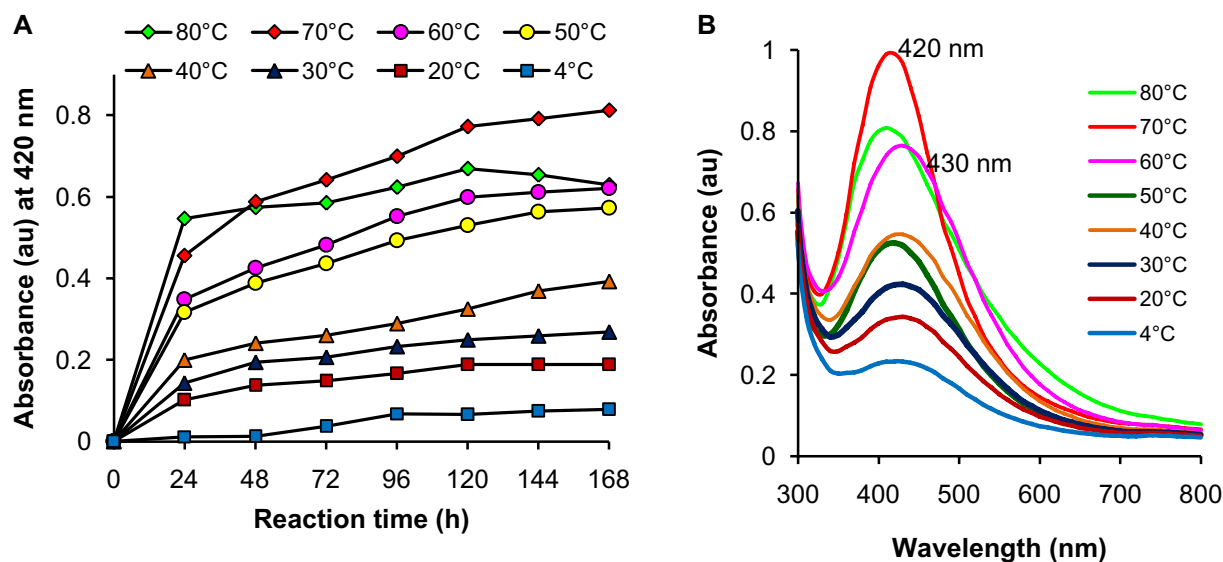 A
80°C 70°C 60°C 50°C
40°C 30°C 20°C 4°C
Absorbance (au) at 420 nm
0.8
0.6
0.4
0.2
0
0 24 48 72 96 120 144 168
Reaction time (h)
B
420 nm
430 nm
Absorbance (au)
1
0.8
0.6
0.4
0.2
0
300 400 500 600 700 800
Wavelength (nm)
80°C
70°C
60°C
50°C
40°C
30°C
20°C
4°C